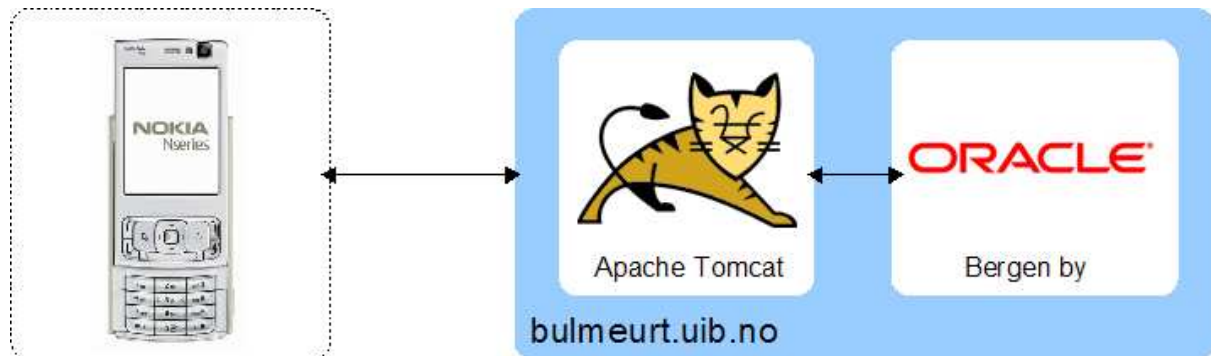 NOKIA
Nseries
Apache Tomcat
ORACLE
Bergen by
bulmeurt.uib.no